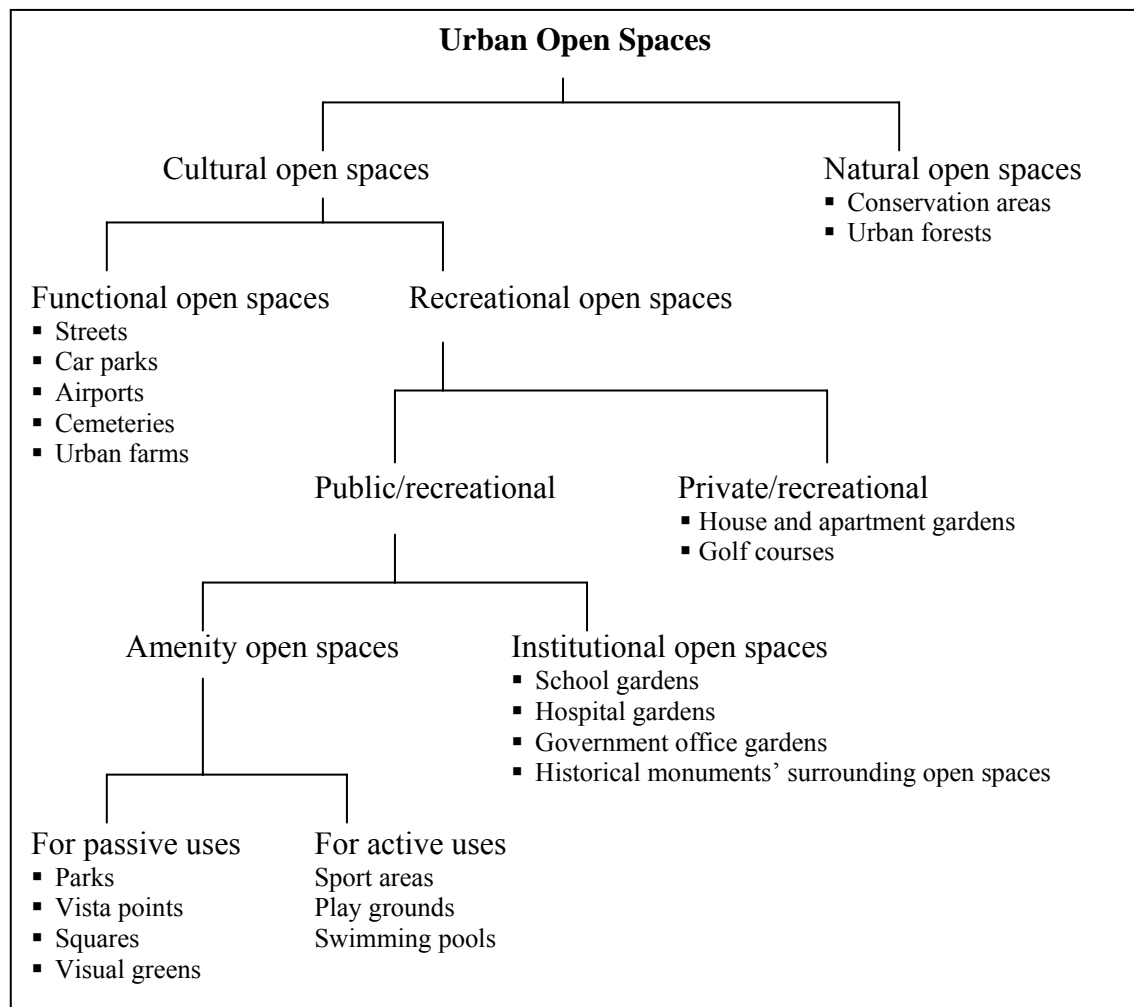 Urban Open Spaces
Cultural open spaces
Natural open spaces
▪ Conservation areas
▪ Urban forests
Functional open spaces
▪ Streets
▪ Car parks
▪ Airports
▪ Cemeteries
▪ Urban farms
Recreational open spaces
Public/recreational
Private/recreational
▪ House and apartment gardens
▪ Golf courses
Amenity open spaces
Institutional open spaces
▪ School gardens
▪ Hospital gardens
▪ Government office gardens
▪ Historical monuments’ surrounding open spaces
For passive uses
▪ Parks
▪ Vista points
▪ Squares
▪ Visual greens
For active uses
Sport areas
Play grounds
Swimming pools